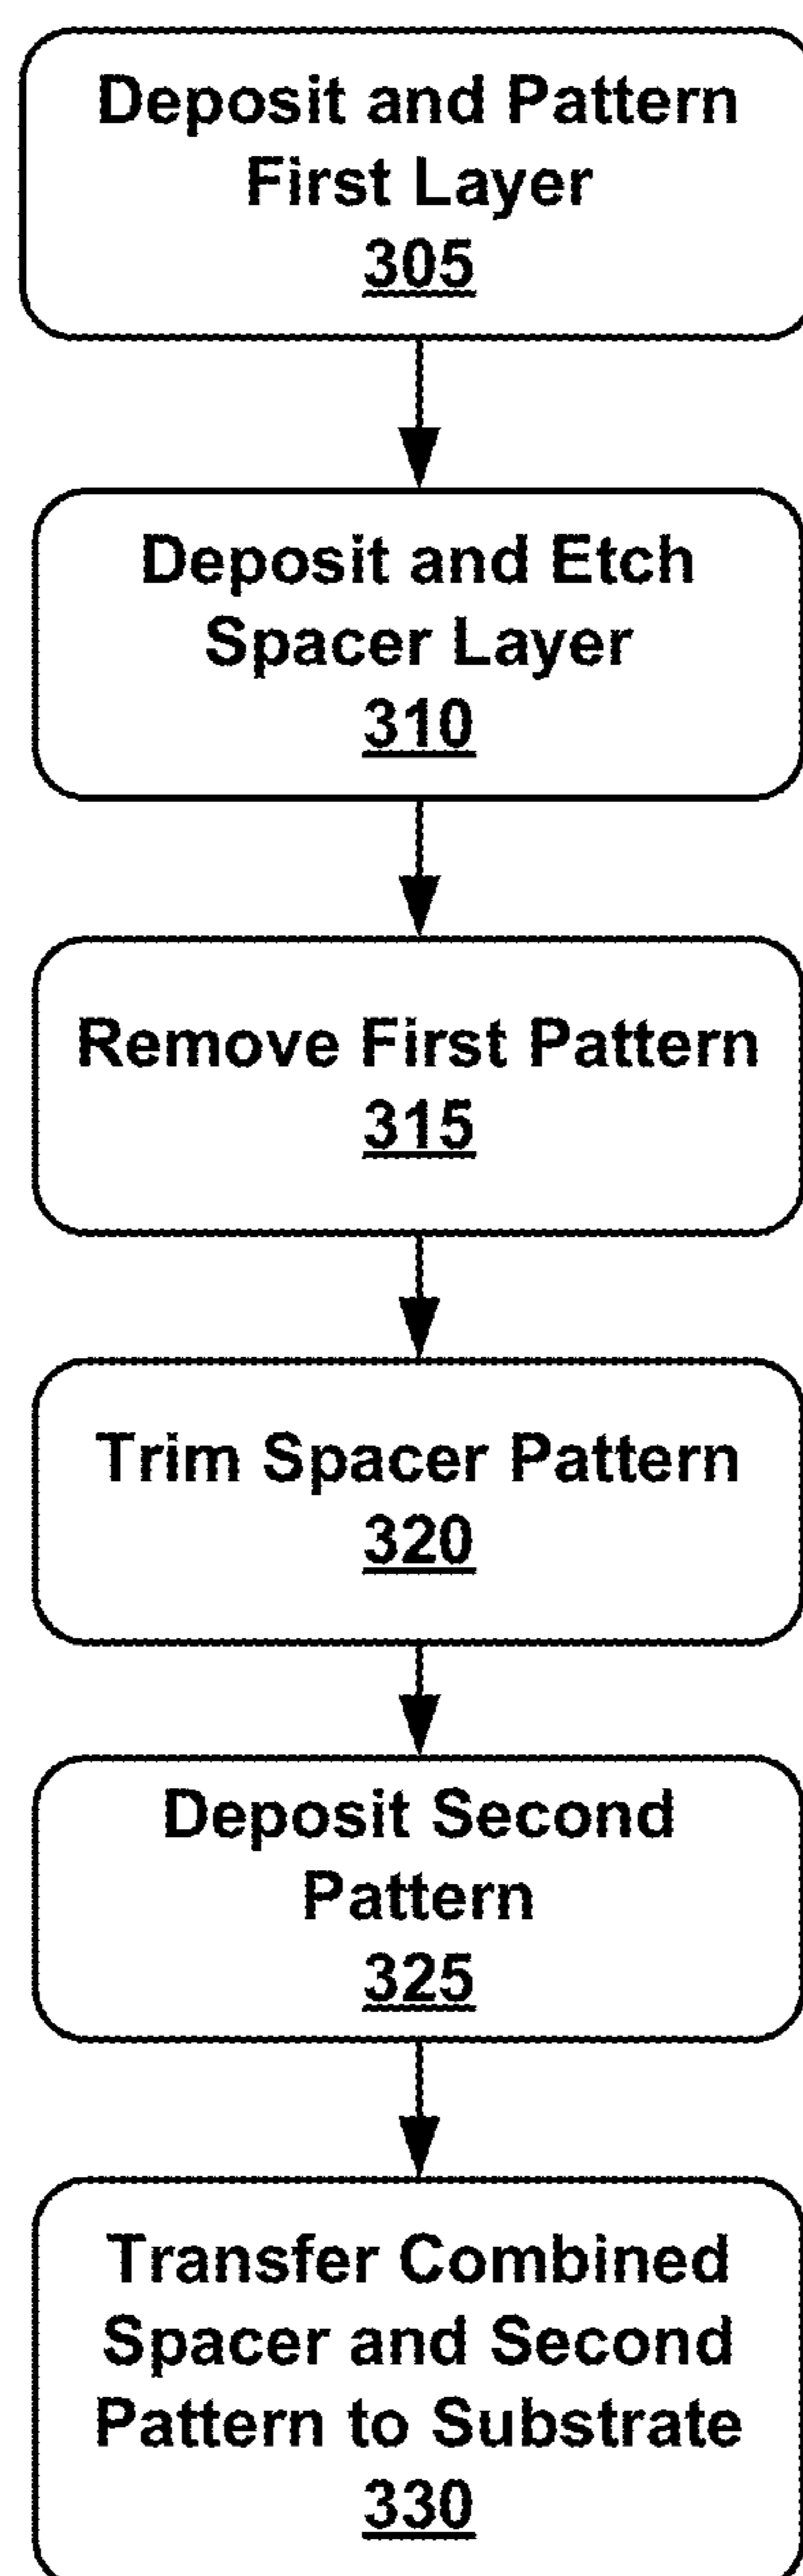 Deposit and Pattern
First Layer
305
Deposit and Etch
Spacer Layer
310
Remove First Pattern
315
Trim Spacer Pattern
320
Deposit Second
Pattern
325
Transfer Combined
Spacer and Second
Pattern to Substrate
330